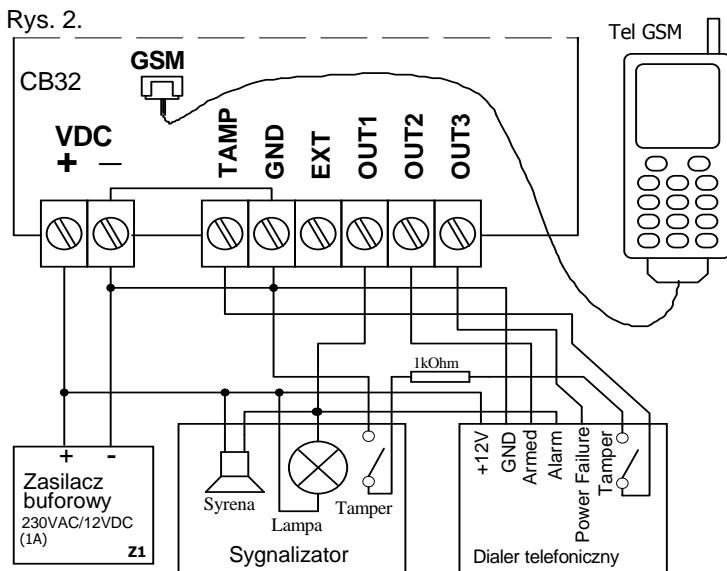 Rys. 2.
Tel GSM
GSM
CB32
VDC
+ —
TAMP
GND
EXT
OUT1
OUT2
OUT3
1kOhm
+ -
Zasilacz
buforowy
230VAC/12VDC
(1A)
Z1
Syrena
Lampa
Tamper
Sygnalizator
+12V
GND
Armed
Alarm
Power Failure
Tamper
Dialer telefoniczny